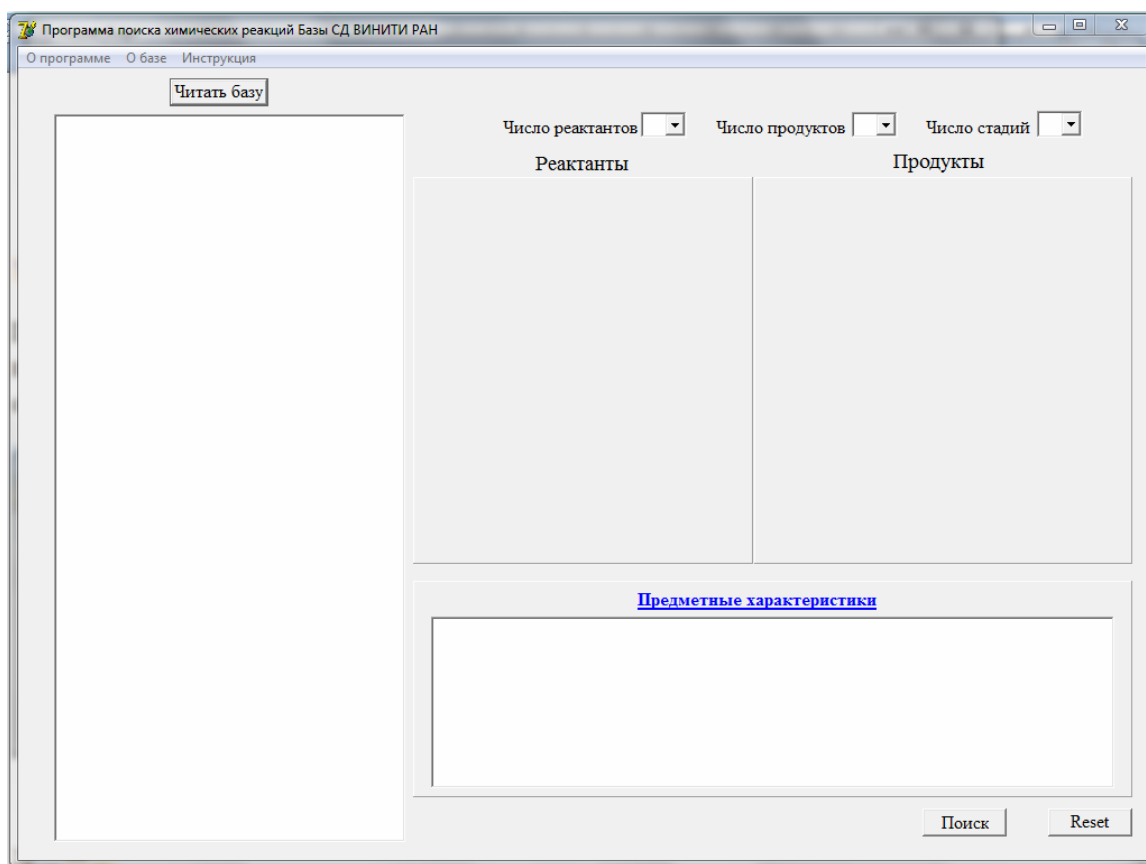 Программа поиска химических реакций Базы СД ВИНИТИ РАН
О программе О базе Инструкция
Читать базу
Число реактантов Число продуктов Число стадий
Реактанты Продукты
Предметные характеристики
Поиск Reset